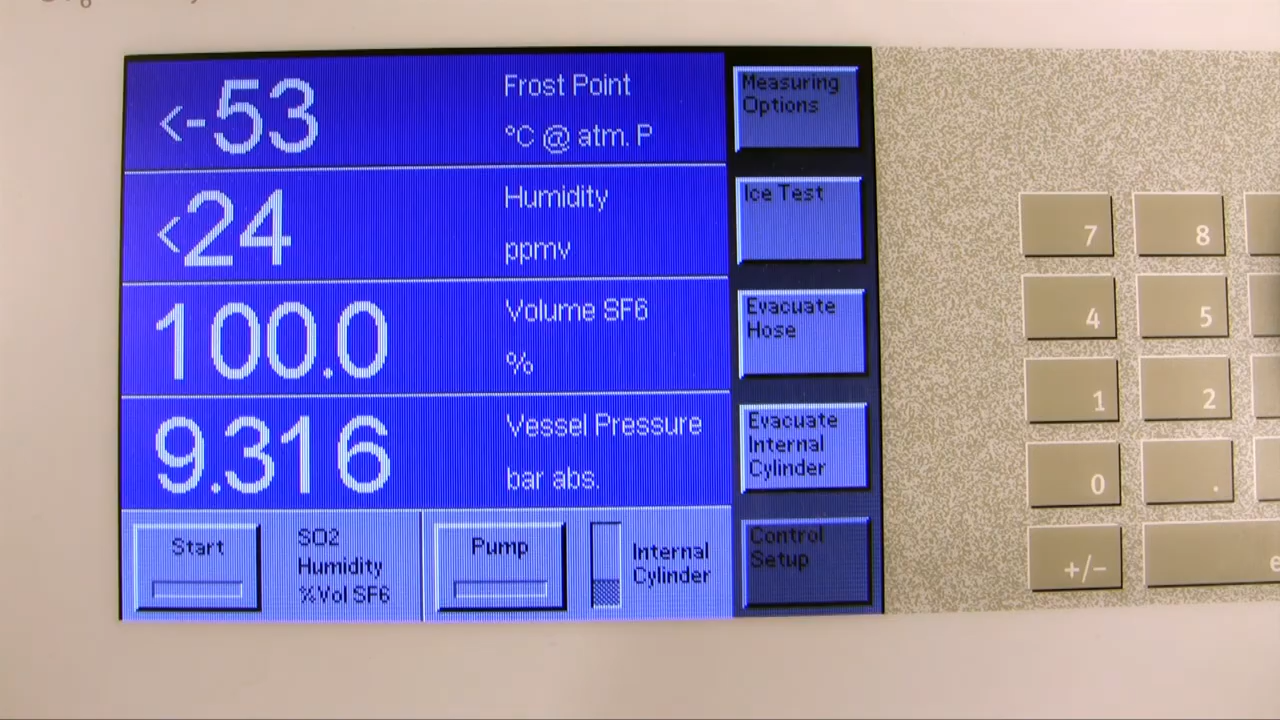 <-53 Frost Point
°C @ atm. P
<24 Humidity
ppmv
100.0 Volume SF6
%
9.316 Vessel Pressure
bar abs.
Start
SO2
Humidity
%Vol SF6
Pump
Internal
Cylinder
Measuring
Options
Ice Test
Evacuate
Hose
Evacuate
Internal
Cylinder
Control
Setup
7 8
4 5
1 2
0 .
+/- e